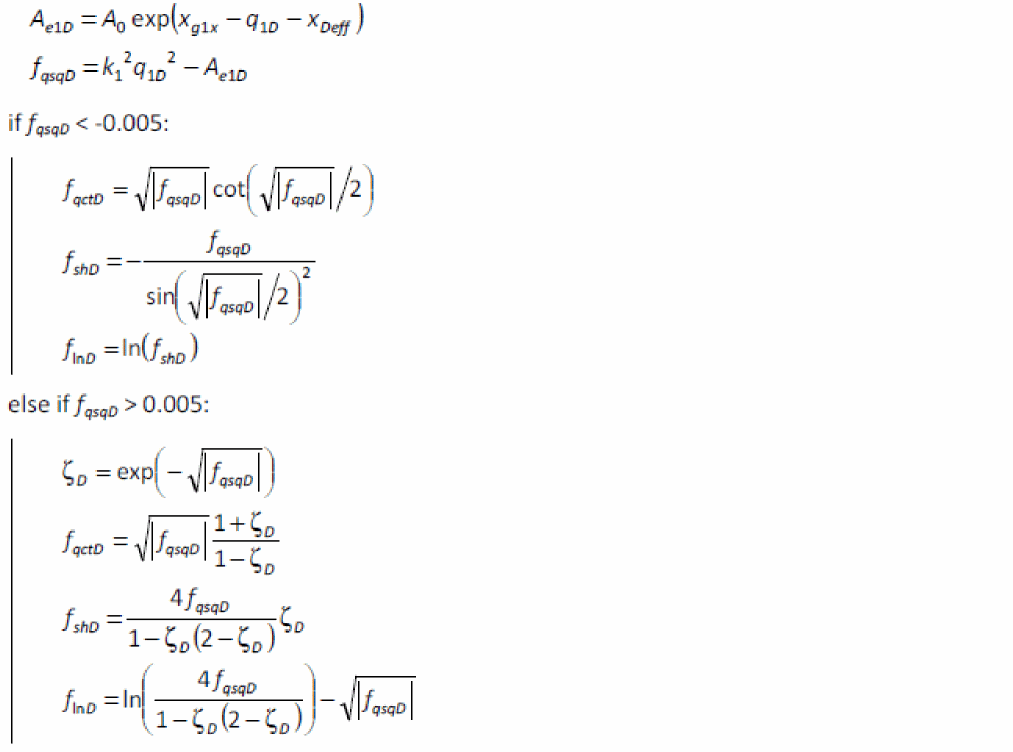 A_{e1D} = A_0 exp(x_{g1x} − q_{1D} − x_{Deff})
f_{qsqD} = k_1^2 q_{1D}^2 − A_{e1D}
if f_{qsqD} < -0.005:
f_{qctD} = √|f_{qsqD}| cot(√|f_{qsqD}| / 2)
f_{shD} = − f_{qsqD} / sin(√|f_{qsqD}| / 2)^2
f_{lnD} = ln(f_{shD})
else if f_{qsqD} > 0.005:
ζ_D = exp(−√|f_{qsqD}|)
f_{qctD} = √|f_{qsqD}| (1 + ζ_D) / (1 − ζ_D)
f_{shD} = 4f_{qsqD} / (1 − ζ_D(2 − ζ_D)) ζ_D
f_{lnD} = ln(4f_{qsqD} / (1 − ζ_D(2 − ζ_D))) − √|f_{qsqD}|